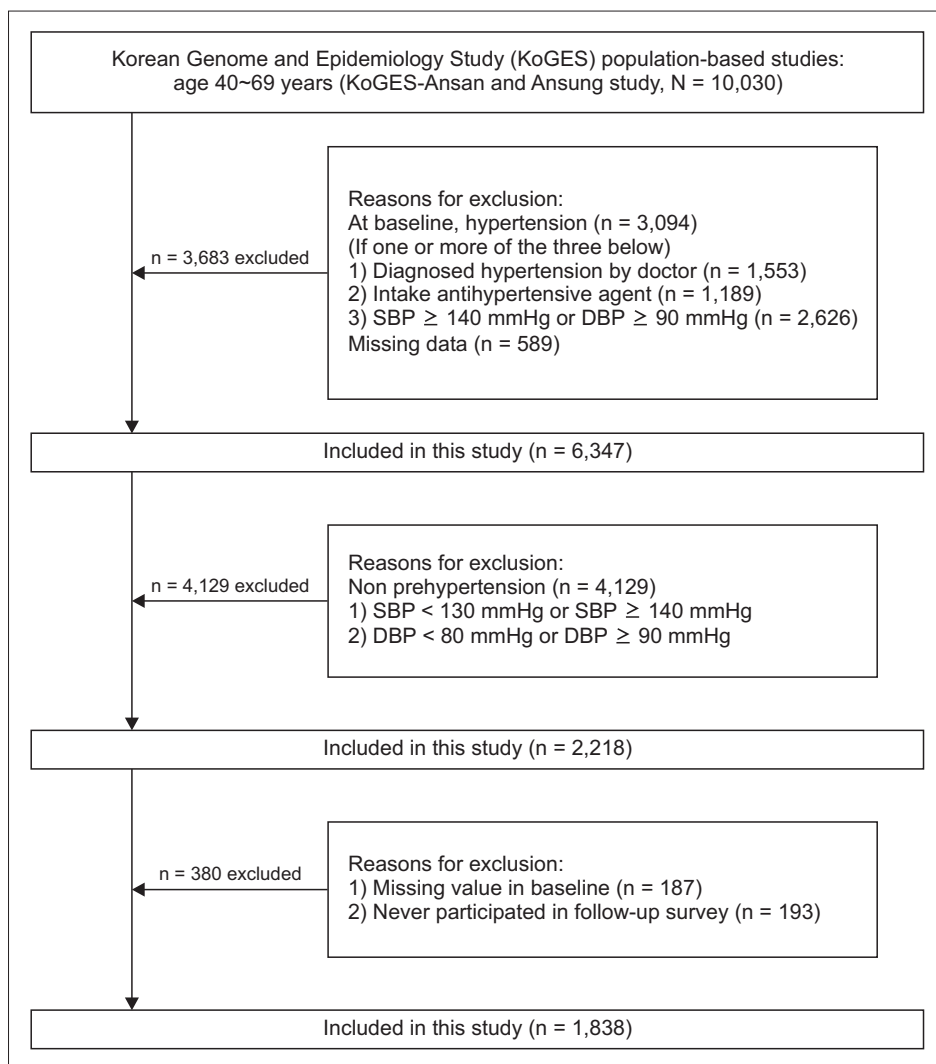 Korean Genome and Epidemiology Study (KoGES) population-based studies:
age 40~69 years (KoGES-Ansan and Ansung study, N = 10,030)
n = 3,683 excluded
Reasons for exclusion:
At baseline, hypertension (n = 3,094)
(If one or more of the three below)
1) Diagnosed hypertension by doctor (n = 1,553)
2) Intake antihypertensive agent (n = 1,189)
3) SBP ≥ 140 mmHg or DBP ≥ 90 mmHg (n = 2,626)
Missing data (n = 589)
Included in this study (n = 6,347)
n = 4,129 excluded
Reasons for exclusion:
Non prehypertension (n = 4,129)
1) SBP < 130 mmHg or SBP ≥ 140 mmHg
2) DBP < 80 mmHg or DBP ≥ 90 mmHg
Included in this study (n = 2,218)
n = 380 excluded
Reasons for exclusion:
1) Missing value in baseline (n = 187)
2) Never participated in follow-up survey (n = 193)
Included in this study (n = 1,838)